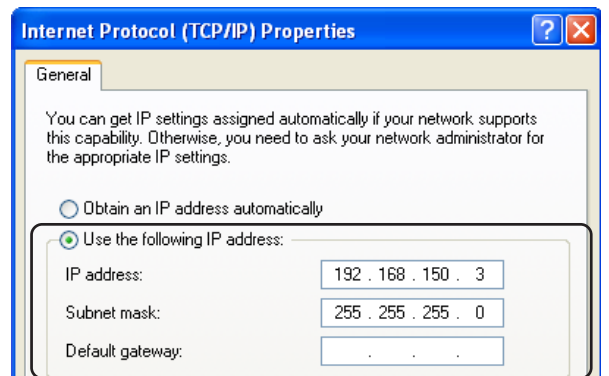 Internet Protocol (TCP/IP) Properties
General
You can get IP settings assigned automatically if your network supports
this capability. Otherwise, you need to ask your network administrator for
the appropriate IP settings.
Obtain an IP address automatically
Use the following IP address:
IP address: 192 . 168 . 150 . 3
Subnet mask: 255 . 255 . 255 . 0
Default gateway: . . .